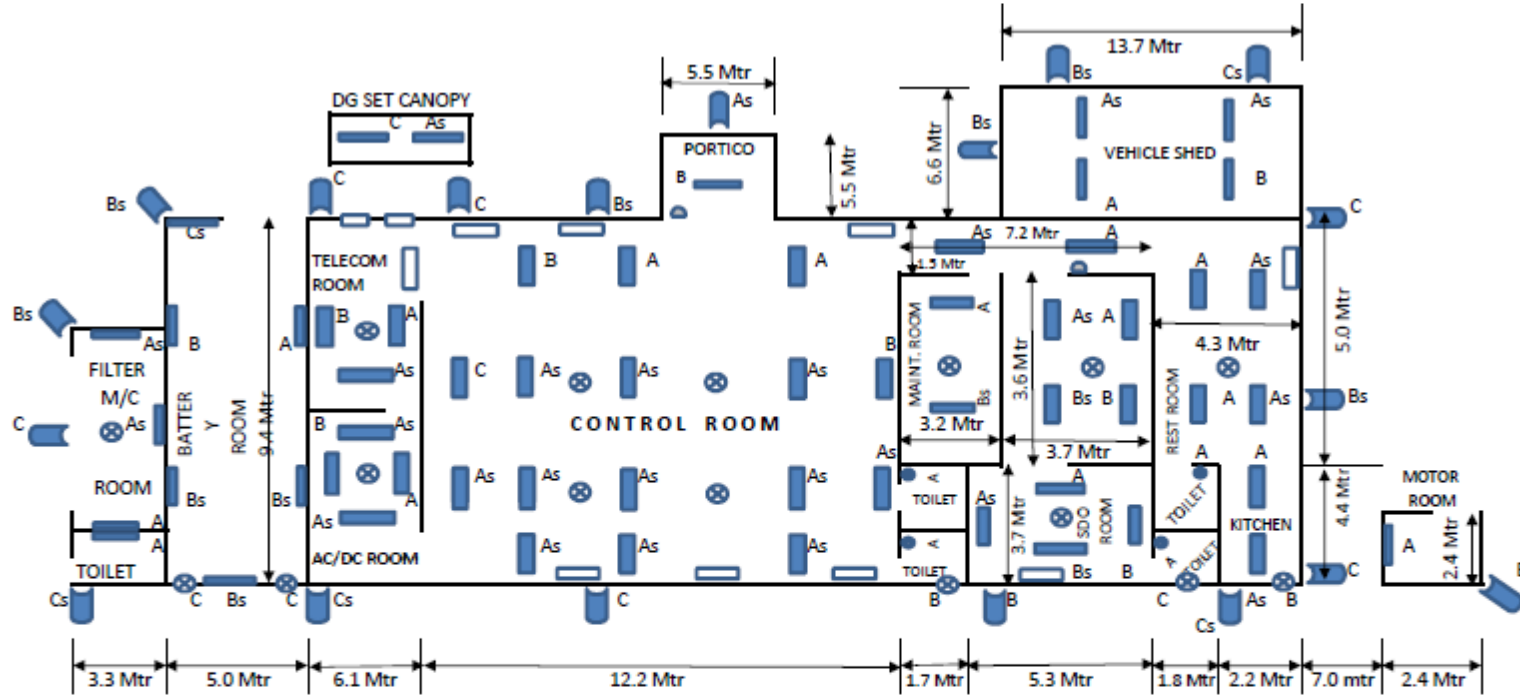 13.7 Mtr
5.5 Mtr
Bs
Cs
DG SET CANOPY
As
As
As
C
As
Bs
6.6 Mtr
PORTICO
5.5 Mtr
VEHICLE SHED
B
B
Bs
C
C
Bs
A
C
Cs
TELECOM
ROOM
B
A
A
As
7.2 Mtr
A
1.5 Mtr
A
As
Bs
As
B
A
B
A
B
MAINT. ROOM
A
As
A
4.3 Mtr
5.0 Mtr
FILTER
M/C
BATTER
Y
ROOM
9.4 Mtr
As
C
As
As
As
3.6 Mtr
C
As
B
As
CONTROL ROOM
Bs
3.2 Mtr
Bs
B
3.7 Mtr
REST ROOM
A
As
Bs
ROOM
Bs
Bs
As
A
As
As
As
As
As
A
TOILET
As
3.7 Mtr
A
SDO
ROOM
A
A
TOILET
KITCHEN
4.4 Mtr
MOTOR
ROOM
A
2.4 Mtr
A
A
TOILET
AC/DC ROOM
As
As
As
A
TOILET
Bs
B
A
TOILET
C
Cs
C
Bs
C
Cs
C
B
B
C
Cs
As
B
3.3 Mtr
5.0 Mtr
6.1 Mtr
12.2 Mtr
1.7 Mtr
5.3 Mtr
1.8 Mtr
2.2 Mtr
7.0 mtr
2.4 Mtr